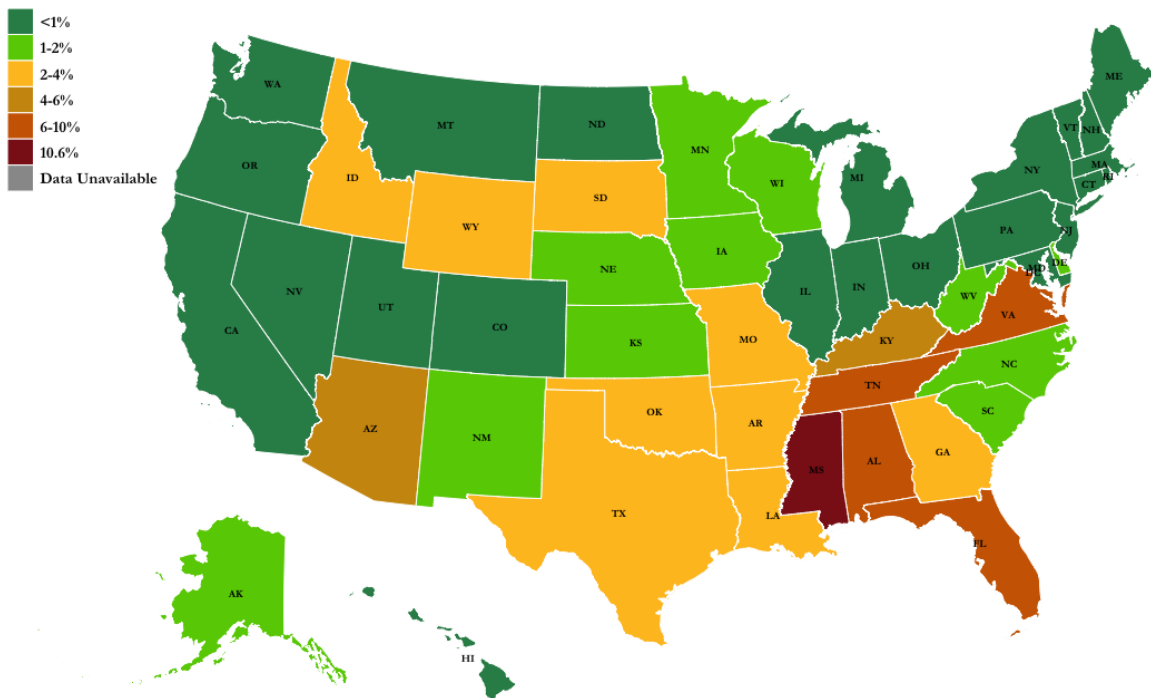 <1%
1-2%
2-4%
4-6%
6-10%
10.6%
Data Unavailable
WA
OR
CA
NV
ID
MT
WY
UT
CO
AZ
NM
ND
SD
NE
KS
OK
TX
MN
IA
MO
AR
LA
WI
IL
MI
IN
OH
KY
TN
MS
AL
GA
FL
SC
NC
VA
WV
MD
DC
DE
PA
NJ
NY
CT
RI
MA
VT
NH
ME
AK
HI